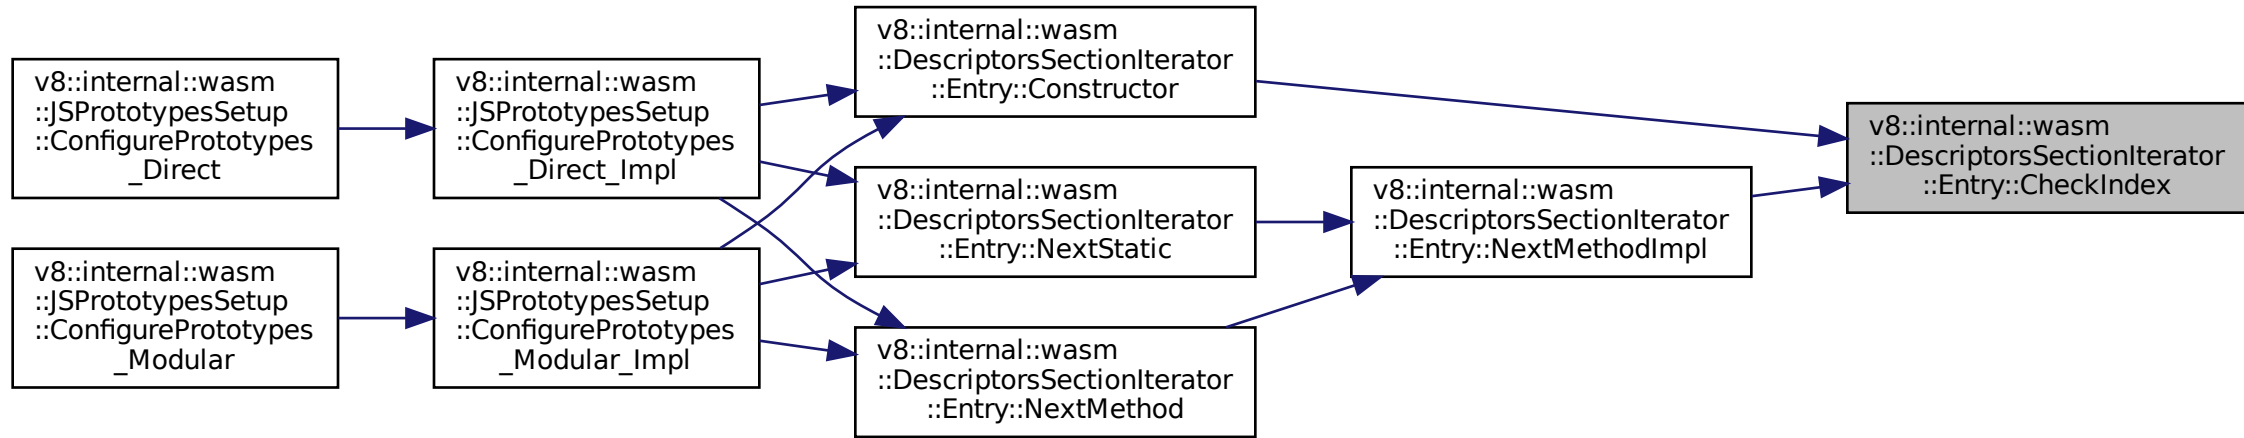 v8::internal::wasm
::JSPrototypesSetup
::ConfigurePrototypes
_Direct
v8::internal::wasm
::JSPrototypesSetup
::ConfigurePrototypes
_Modular
v8::internal::wasm
::JSPrototypesSetup
::ConfigurePrototypes
_Direct_Impl
v8::internal::wasm
::JSPrototypesSetup
::ConfigurePrototypes
_Modular_Impl
v8::internal::wasm
::DescriptorsSectionIterator
::Entry::Constructor
v8::internal::wasm
::DescriptorsSectionIterator
::Entry::NextStatic
v8::internal::wasm
::DescriptorsSectionIterator
::Entry::NextMethod
v8::internal::wasm
::DescriptorsSectionIterator
::Entry::NextMethodImpl
v8::internal::wasm
::DescriptorsSectionIterator
::Entry::CheckIndex